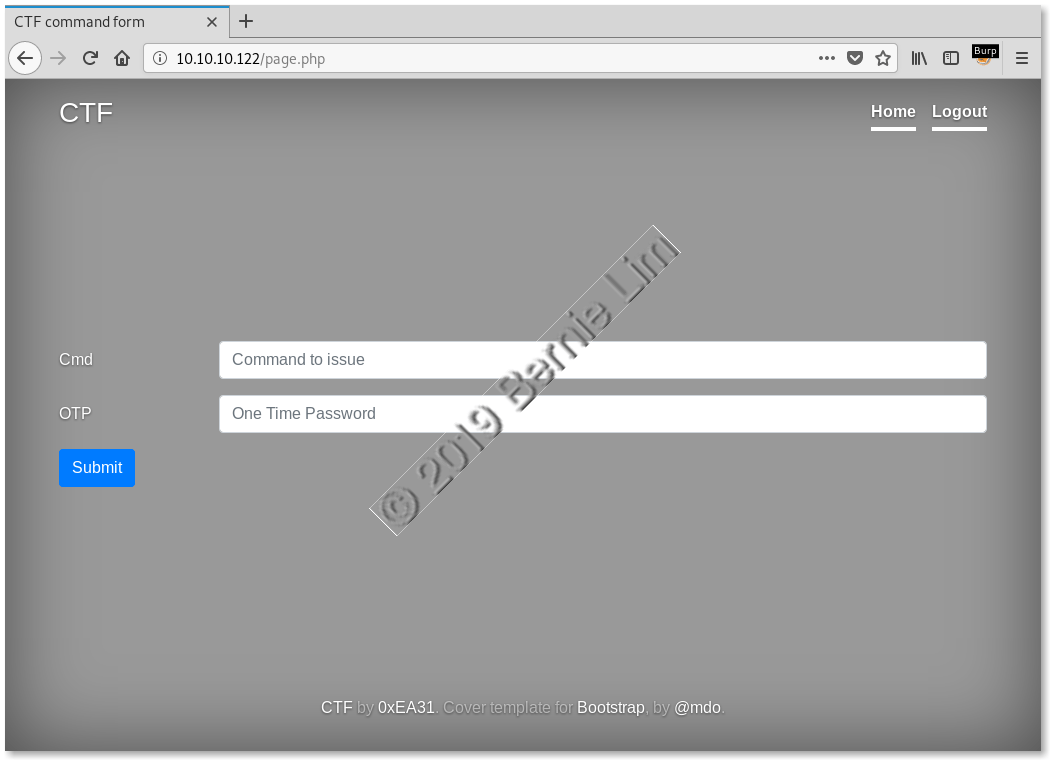 CTF command form
10.10.10.122/page.php
Burp
CTF
Home Logout
Cmd
Command to issue
OTP
One Time Password
Submit
© 2019 Bernie Lim
CTF by 0xEA31. Cover template for Bootstrap, by @mdo.